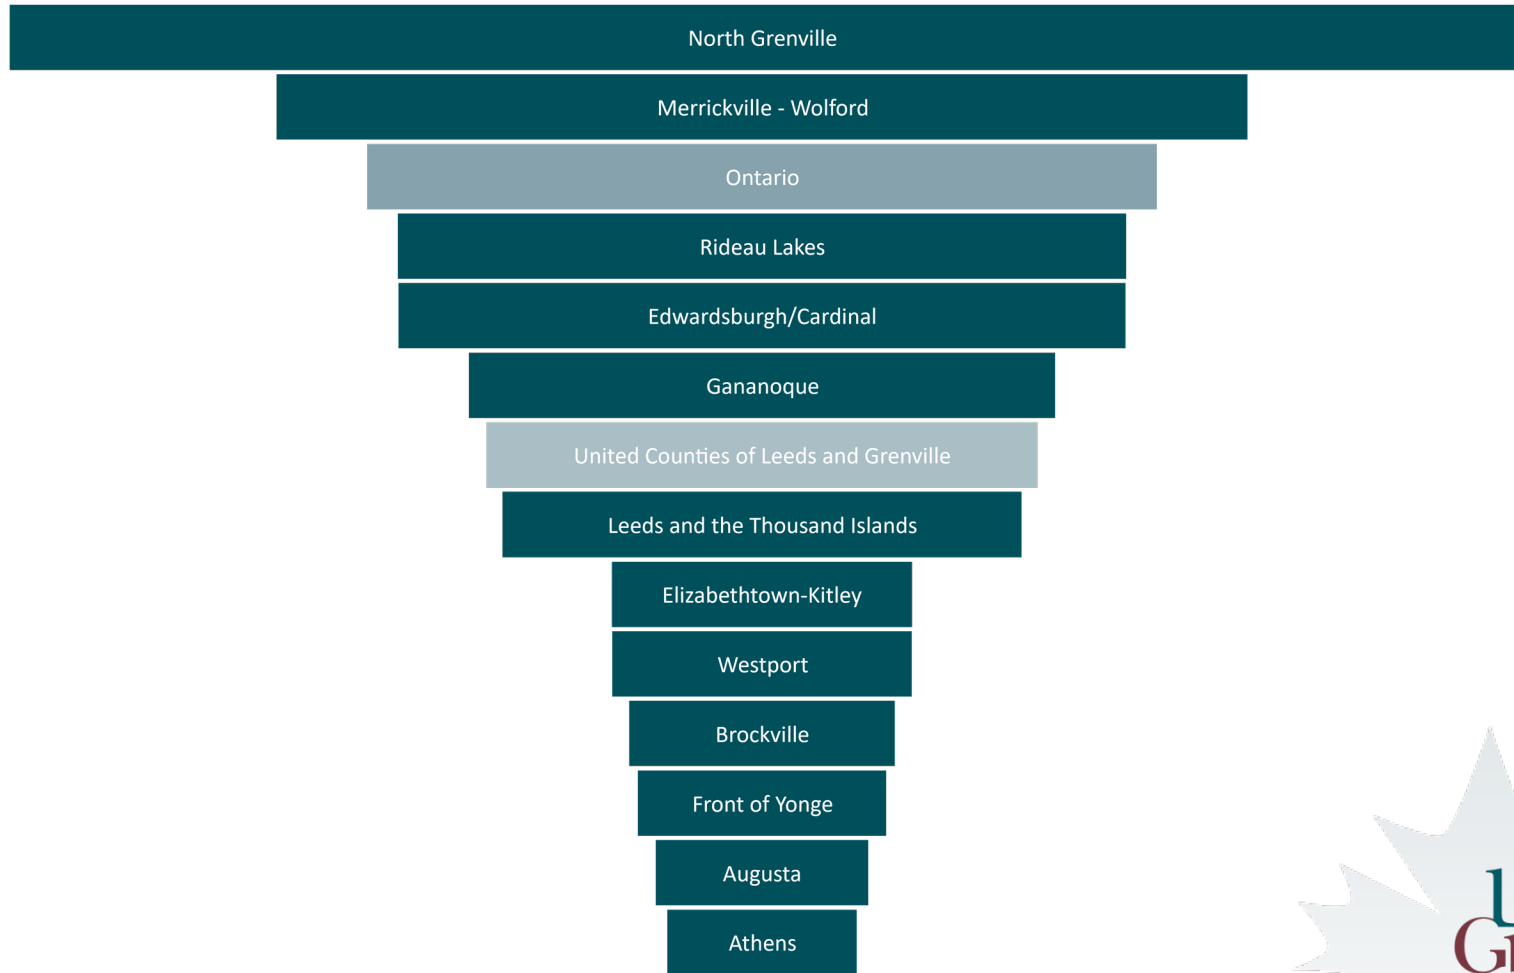 North Grenville
Merrickville - Wolford
Ontario
Rideau Lakes
Edwardsburgh/Cardinal
Gananoque
United Counties of Leeds and Grenville
Leeds and the Thousand Islands
Elizabethtown-Kitley
Westport
Brockville
Front of Yonge
Augusta
Athens